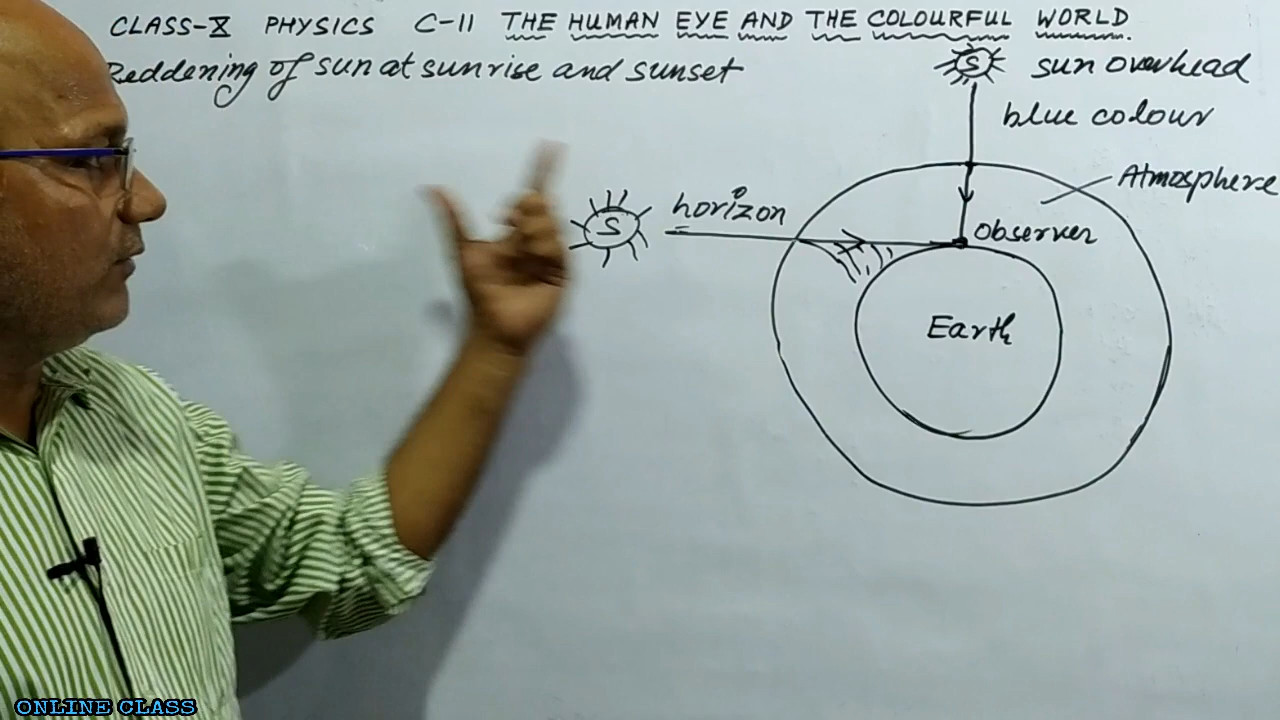 CLASS-X PHYSICS C-11 THE HUMAN EYE AND THE COLOURFUL WORLD.
Reddening of sun at sunrise and sunset
S sun overhead
blue colour
Atmosphere
S horizon
Observer
Earth
ONLINE CLASS